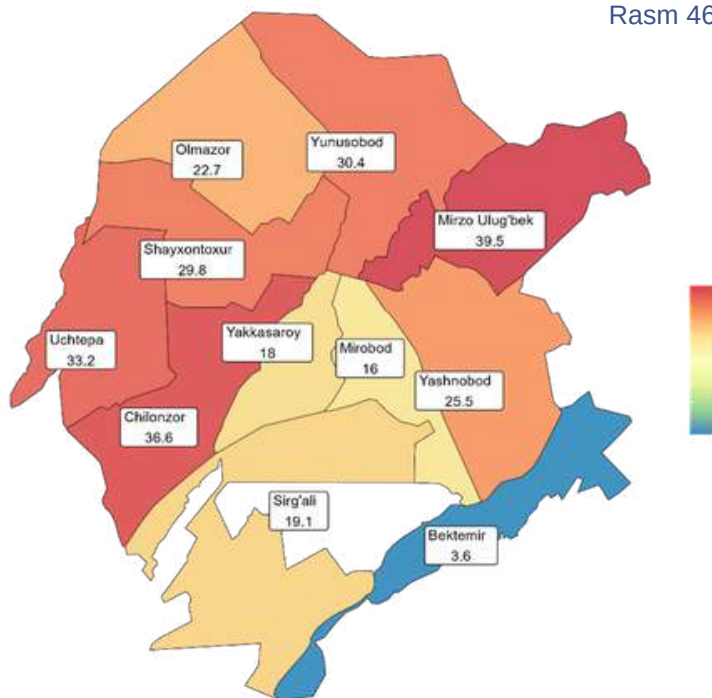 Rasm 46
Olmazor
22.7
Yunusobod
30.4
Mirzo Ulug'bek
39.5
Shayxontoxur
29.8
Uchtepa
33.2
Yakkasaroy
18
Mirobod
16
Yashnobod
25.5
Chilonzor
36.6
Sirg'ali
19.1
Bektemir
3.6